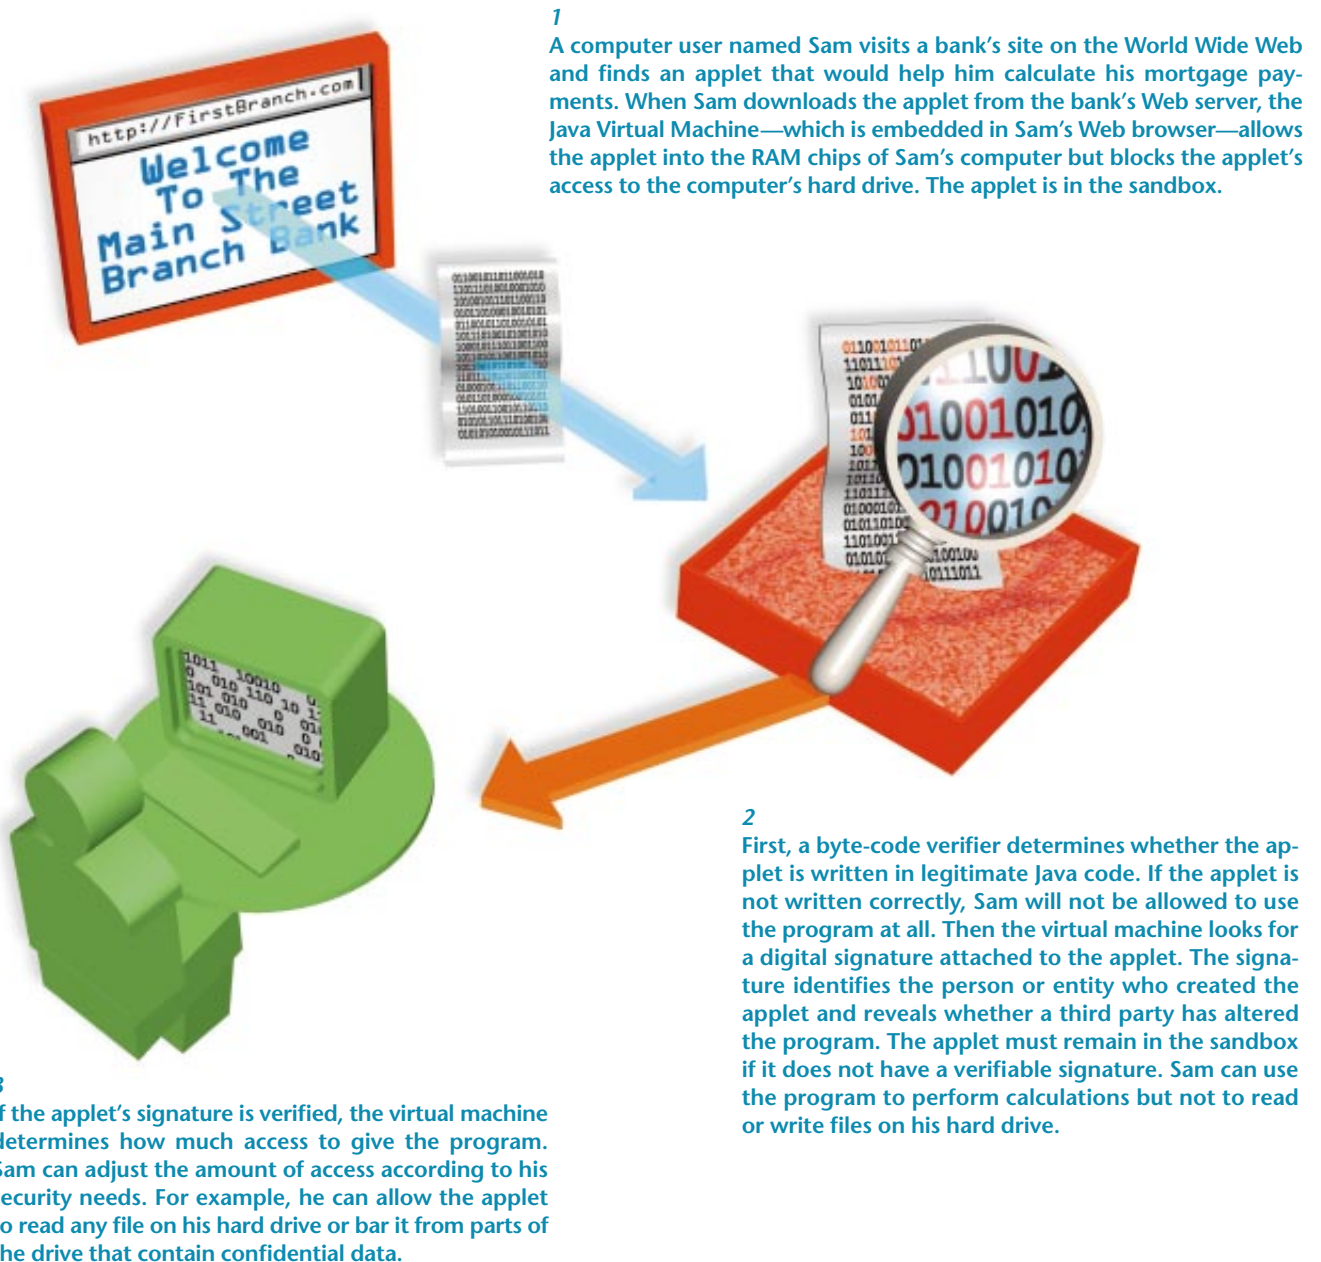 1
A computer user named Sam visits a bank’s site on the World Wide Web
and finds an applet that would help him calculate his mortgage pay-
ments. When Sam downloads the applet from the bank’s Web server, the
Java Virtual Machine—which is embedded in Sam’s Web browser—allows
the applet into the RAM chips of Sam’s computer but blocks the applet’s
access to the computer’s hard drive. The applet is in the sandbox.
http://FirstBranch.com
Welcome
To The
Main Street
Branch Bank
2
First, a byte-code verifier determines whether the ap-
plet is written in legitimate Java code. If the applet is
not written correctly, Sam will not be allowed to use
the program at all. Then the virtual machine looks for
a digital signature attached to the applet. The signa-
ture identifies the person or entity who created the
applet and reveals whether a third party has altered
the program. The applet must remain in the sandbox
if it does not have a verifiable signature. Sam can use
the program to perform calculations but not to read
or write files on his hard drive.
3
If the applet’s signature is verified, the virtual machine
determines how much access to give the program.
Sam can adjust the amount of access according to his
security needs. For example, he can allow the applet
to read any file on his hard drive or bar it from parts of
the drive that contain confidential data.